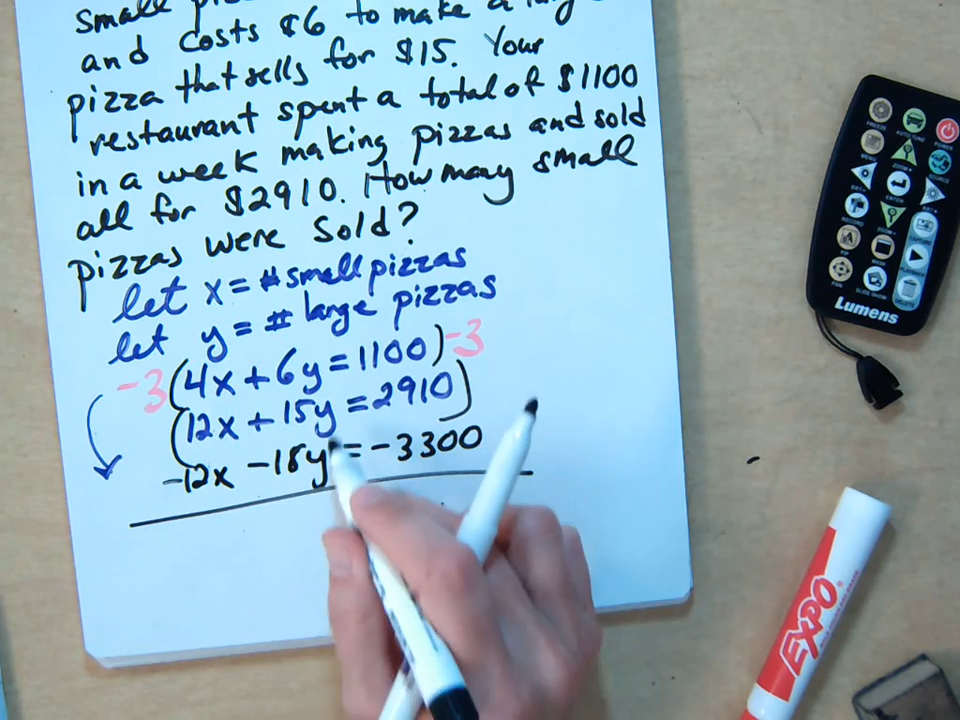 small
and costs $6 to make a
pizza that sells for $15. Your
restaurant spent a total of $1100
in a week making pizzas and sold
all for $2910. How many small
pizzas were sold?
let x = # small pizzas
let y = # large pizzas
-3 (4x + 6y = 1100) -3
(12x + 15y = 2910)
-12x - 18y = -3300
Lumens
EXPO